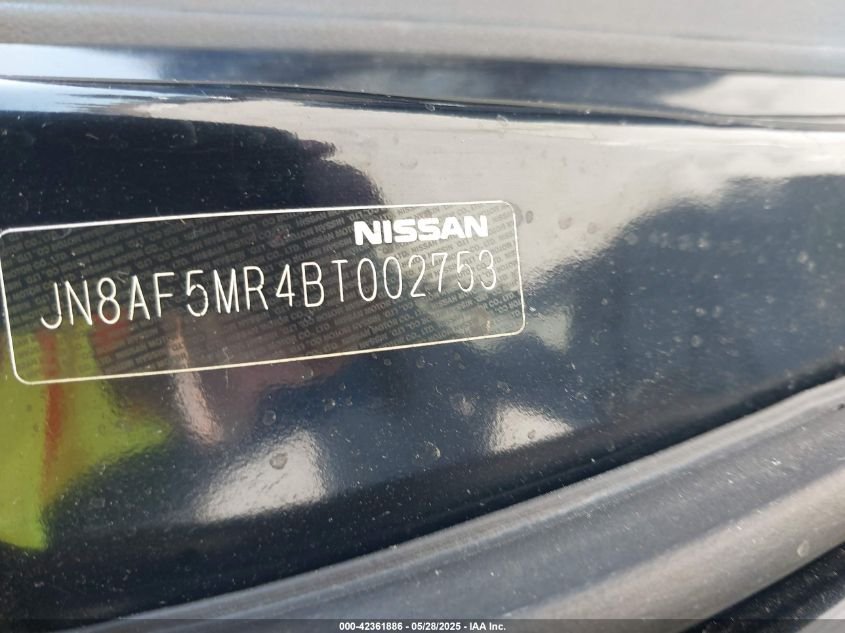 NISSAN
JN8AF5MR4BT002753
000-42361886 / 05/28/2025 - IAA Inc.